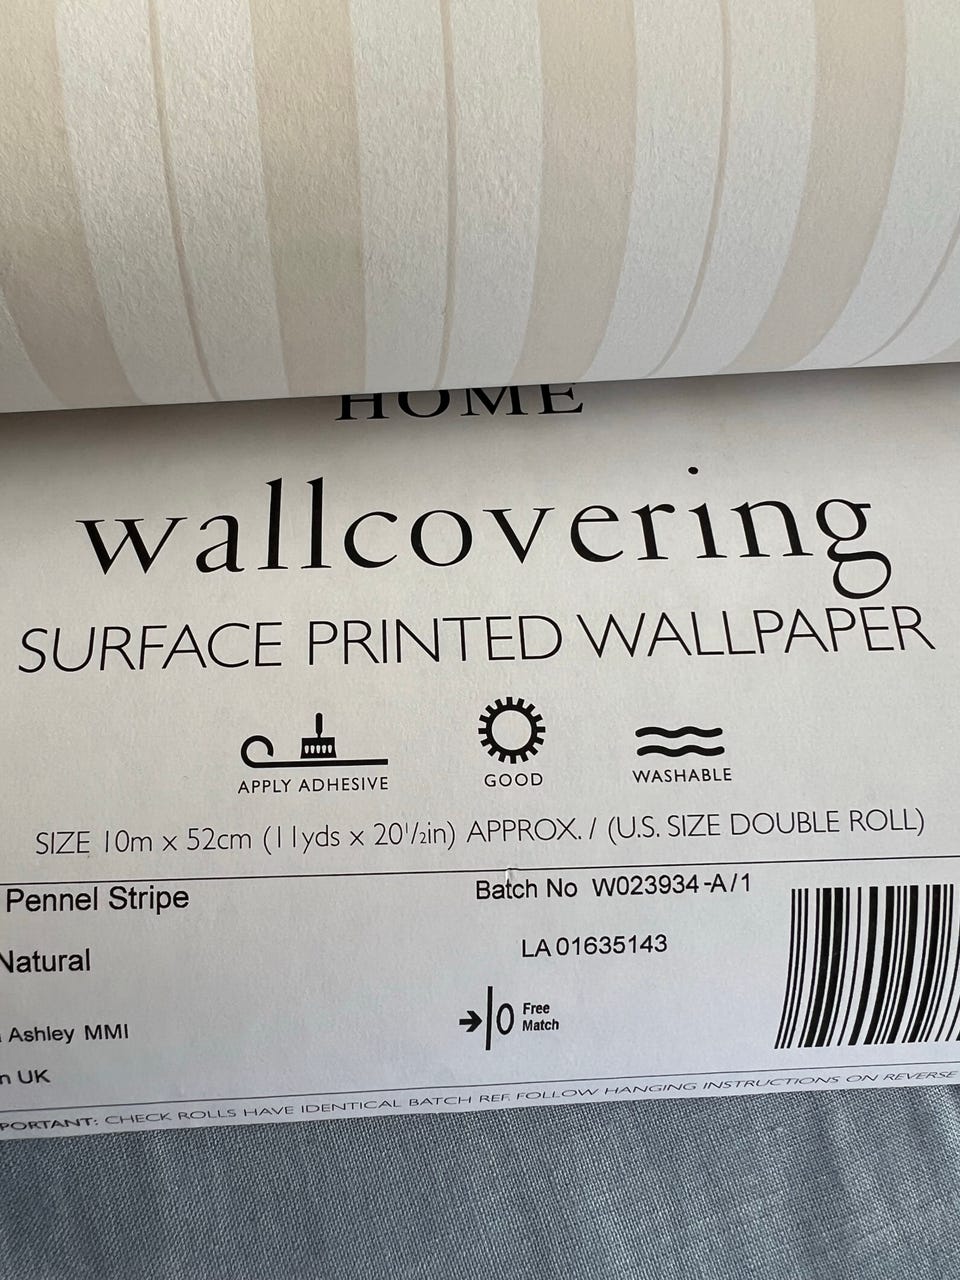 HOME
wallcovering
SURFACE PRINTED WALLPAPER
APPLY ADHESIVE
GOOD
WASHABLE
SIZE 10m x 52cm (11yds x 20½in) APPROX. / (U.S. SIZE DOUBLE ROLL)
Pennel Stripe
Batch No W023934-A/1
Natural
LA 01635143
Ashley MMI
0 Free
Match
UK
CHECK ROLLS HAVE IDENTICAL BATCH REF. FOLLOW HANGING INSTRUCTIONS ON REVERSE